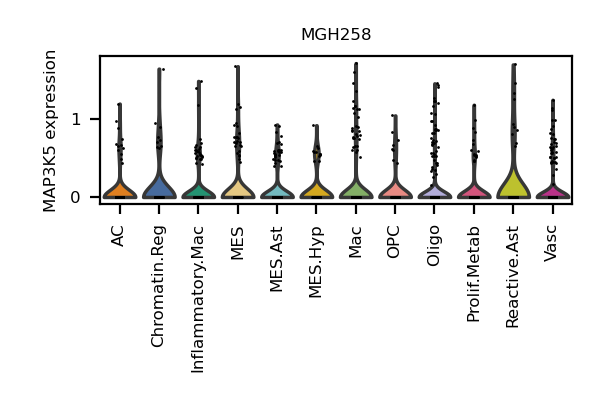 MGH258
MAP3K5 expression
1
0
AC
Chromatin.Reg
Inflammatory.Mac
MES
MES.Ast
MES.Hyp
Mac
OPC
Oligo
Prolif.Metab
Reactive.Ast
Vasc